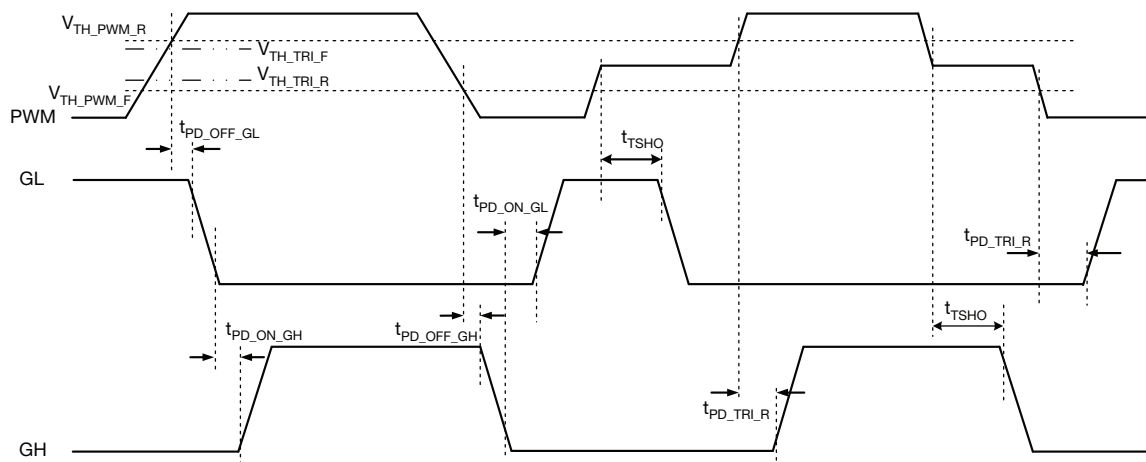 V_TH_PWM_R
V_TH_TRI_F
V_TH_TRI_R
V_TH_PWM_F
PWM
t_PD_OFF_GL
t_TSHO
GL
t_PD_ON_GL
t_PD_TRI_R
t_TSHO
t_PD_ON_GH
t_PD_OFF_GH
t_PD_TRI_R
GH